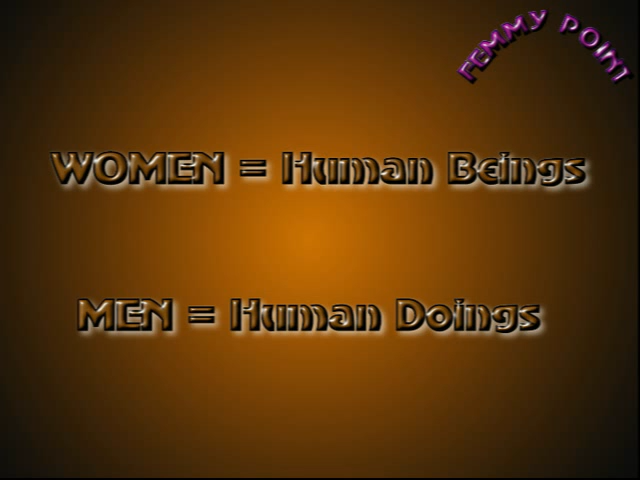 FEMMY POINT
WOMEN = Human Beings
MEN = Human Doings